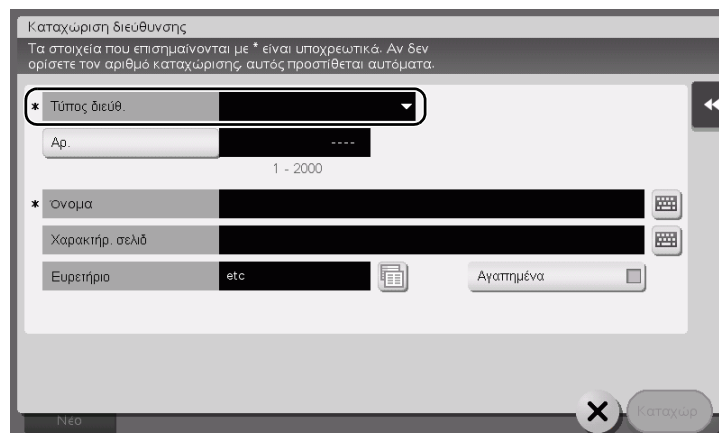 Καταχώριση διεύθυνσης
Τα στοιχεία που επισημαίνονται με * είναι υποχρεωτικά. Αν δεν
ορίσετε τον αριθμό καταχώρισης, αυτός προστίθεται αυτόματα.
* Τύπος διεύθ.
Αρ. ----
1 - 2000
* Όνομα
Χαρακτήρ. σελιδ
Ευρετήριο etc Αγαπημένα
Νέο Καταχώρ